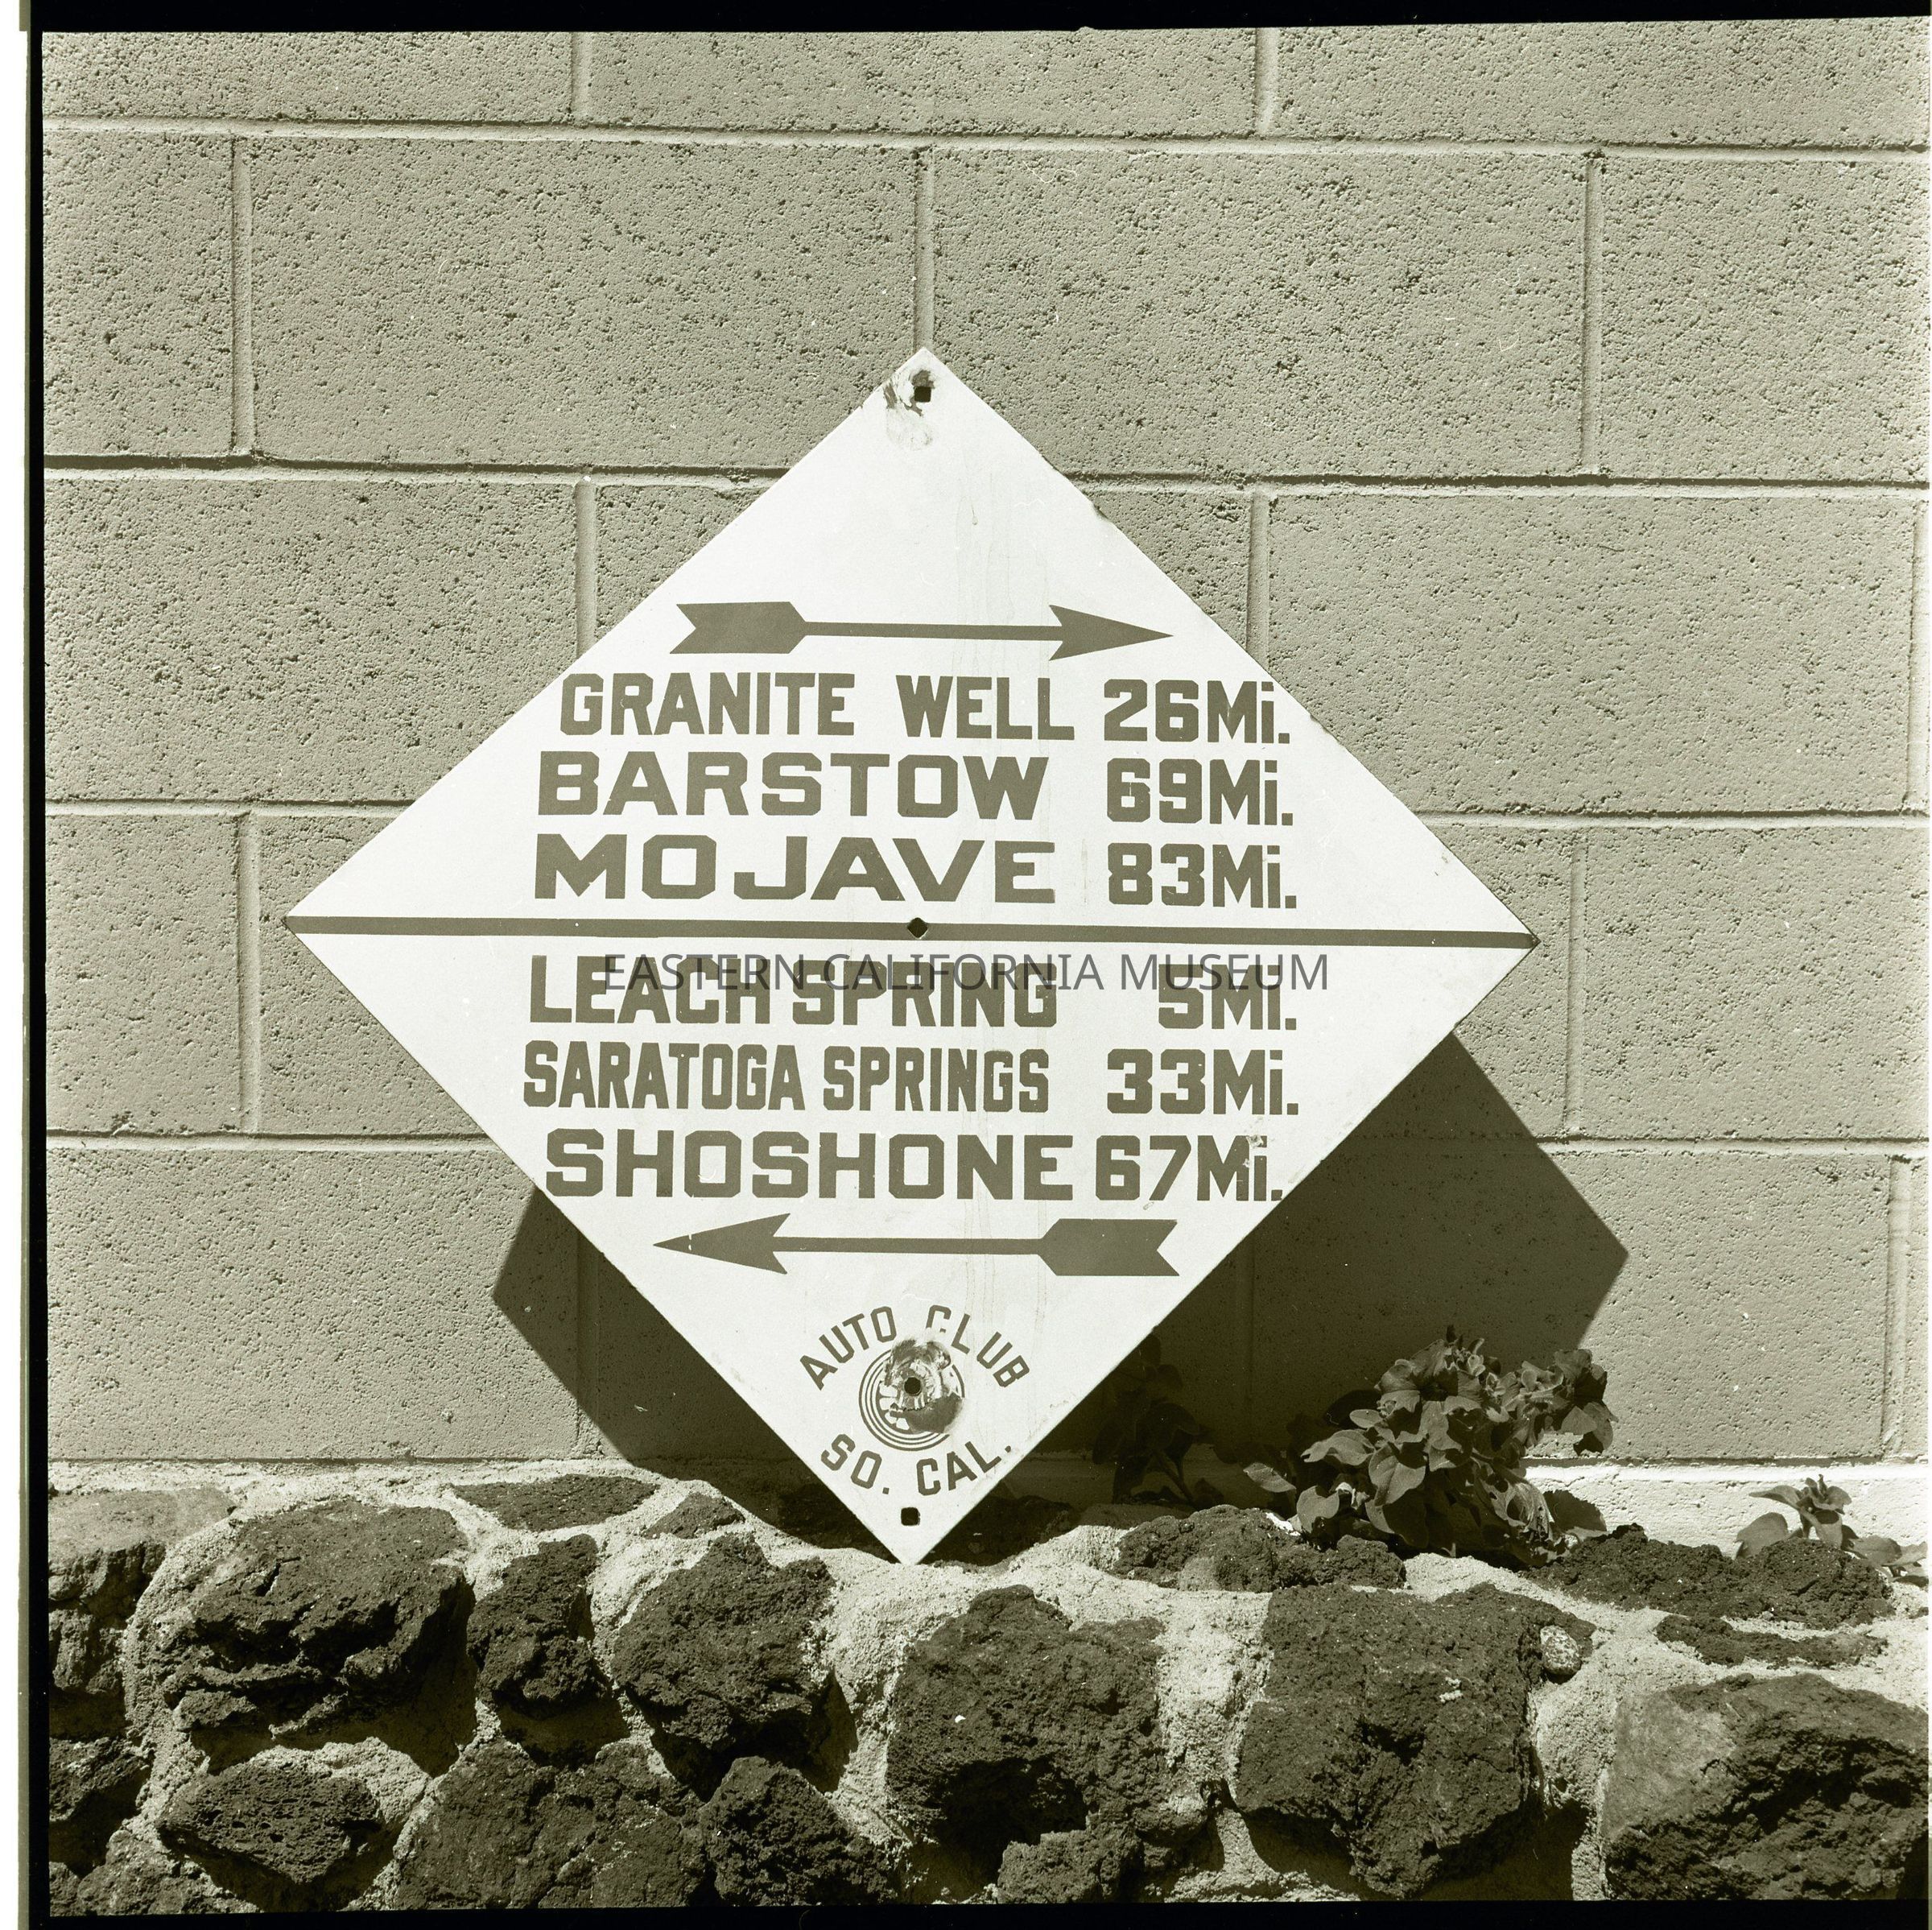 GRANITE WELL 26Mi.
BARSTOW 69Mi.
MOJAVE 83Mi.
EASTERN CALIFORNIA MUSEUM
LEACH SPRING 5Mi.
SARATOGA SPRINGS 33Mi.
SHOSHONE 67Mi.
AUTO CLUB
SO. CAL.